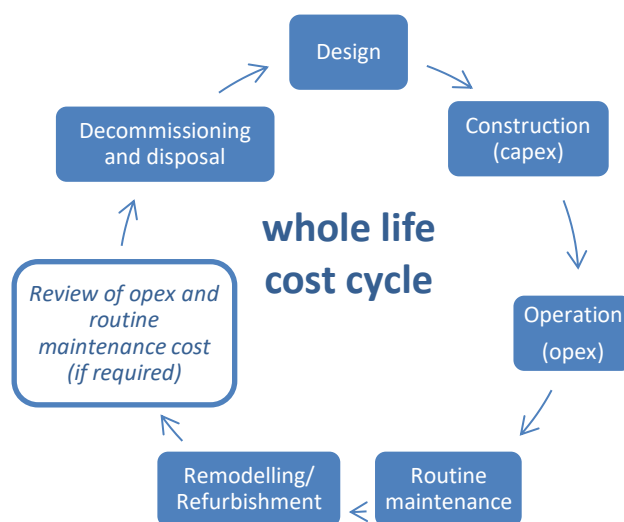 Design
Construction
(capex)
Operation
(opex)
Routine
maintenance
Remodelling/
Refurbishment
Review of opex and
routine
maintenance cost
(if required)
Decommissioning
and disposal
whole life
cost cycle